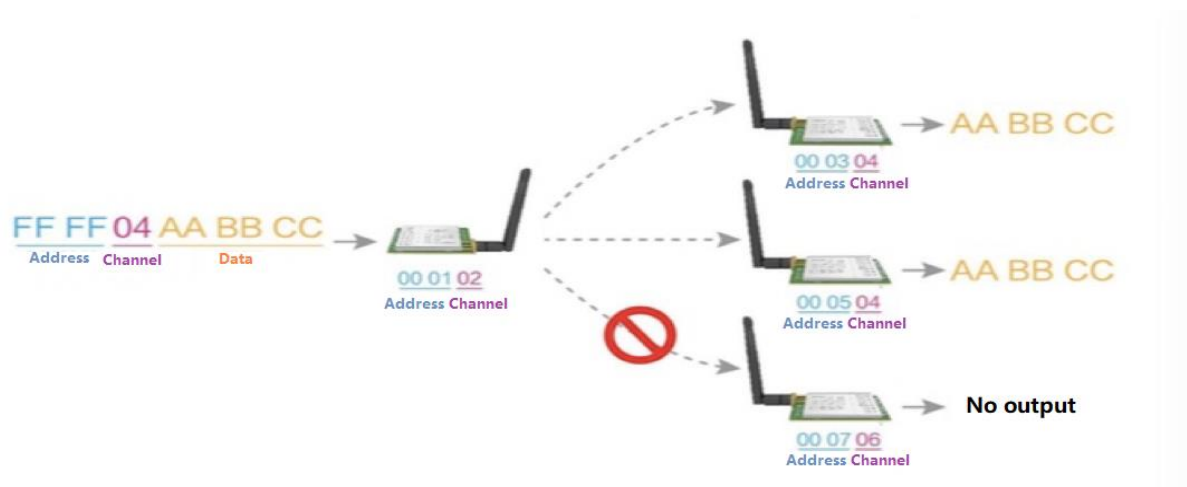 FF FF 04 AA BB CC
Address Channel Data
00 01 02
Address Channel
00 03 04
Address Channel
AA BB CC
00 05 04
Address Channel
AA BB CC
00 07 06
Address Channel
No output